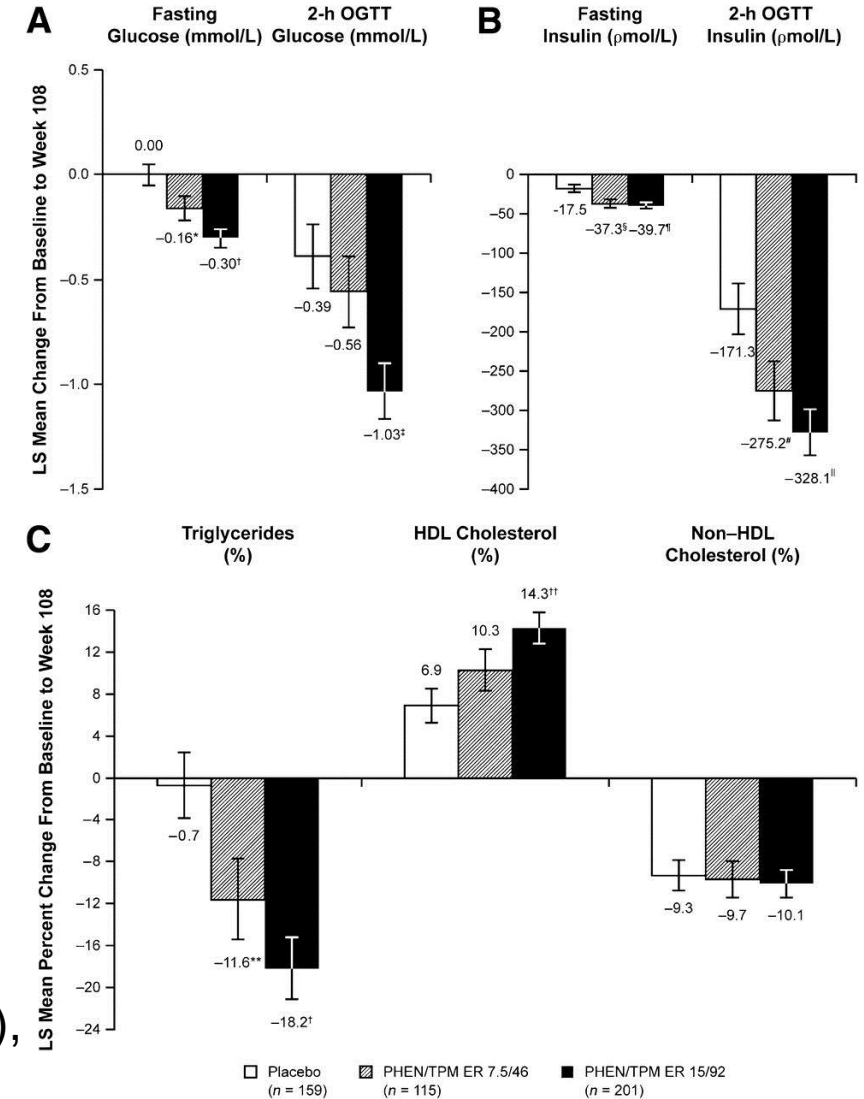 A
Fasting
Glucose (mmol/L)
2-h OGTT
Glucose (mmol/L)
B
Fasting
Insulin (ρmol/L)
2-h OGTT
Insulin (ρmol/L)
LS Mean Change From Baseline to Week 108
0.5
0.0
–0.5
–1.0
–1.5
0.00
–0.16*
–0.30†
–0.39
–0.56
–1.03‡
0
–50
–100
–150
–200
–250
–300
–350
–400
-17.5
–37.3§
–39.7¶
–171.3
–275.2#
–328.1||
C
Triglycerides
(%)
HDL Cholesterol
(%)
Non–HDL
Cholesterol (%)
LS Mean Percent Change From Baseline to Week 108
16
12
8
4
0
–4
–8
–12
–16
–20
–24
–0.7
–11.6**
–18.2†
6.9
10.3
14.3††
–9.3
–9.7
–10.1
),
Placebo
(n = 159)
PHEN/TPM ER 7.5/46
(n = 115)
PHEN/TPM ER 15/92
(n = 201)